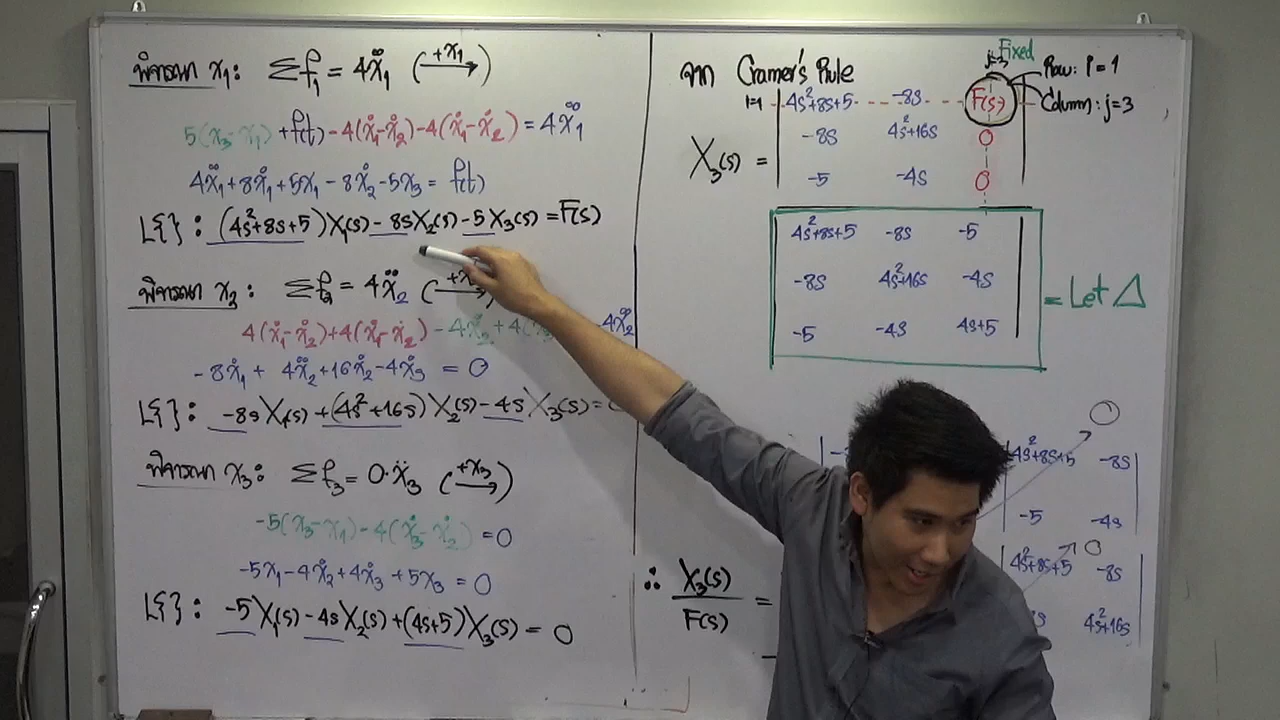 พิจารณา x₁: Σf₁ = 4ẍ₁ (+x₁ →)
5(x₃-x₁) + f(t) - 4(ẋ₁-ẋ₂) - 4(ẋ₁-ẋ₂) = 4ẍ₁
4ẍ₁ + 8ẋ₁ + 5x₁ - 8ẋ₂ - 5x₃ = f(t)
L{ } : (4s²+8s+5)X₁(s) - 8sX₂(s) - 5X₃(s) = F(s)
พิจารณา x₂: Σf₂ = 4ẍ₂ (+x →)
4(ẋ₁-ẋ₂) + 4(ẋ₁-ẋ₂) - 4ẋ₂ + 4(ẋ 4ẍ₂
-8ẋ₁ + 4ẍ₂ + 16ẋ₂ - 4ẋ₃ = 0
L{ } : -8sX₁(s) + (4s²+16s)X₂(s) - 4sX₃(s) =
พิจารณา x₃: Σf₃ = 0·ẍ₃ (+x₃ →)
-5(x₃-x₁) - 4(ẋ₃-ẋ₂) = 0
-5x₁ - 4ẋ₂ + 4ẋ₃ + 5x₃ = 0
L{ } : -5X₁(s) - 4sX₂(s) + (4s+5)X₃(s) = 0
จาก Cramer's Rule
Fixed
j=3
Row: i = 1
Column: j=3
i=1 4s²+8s+5 -8s F(s)
X₃(s) =
-8s 4s²+16s 0
-5 -4s 0
4s²+8s+5 -8s -5
-8s 4s²+16s -4s
-5 -4s 4s+5
= Let Δ
0
4s²+8s+5 -8s
-5 -4s
0
4s²+8s+5 -8s
8s 4s²+16s
∴ X₃(s)
F(s) =